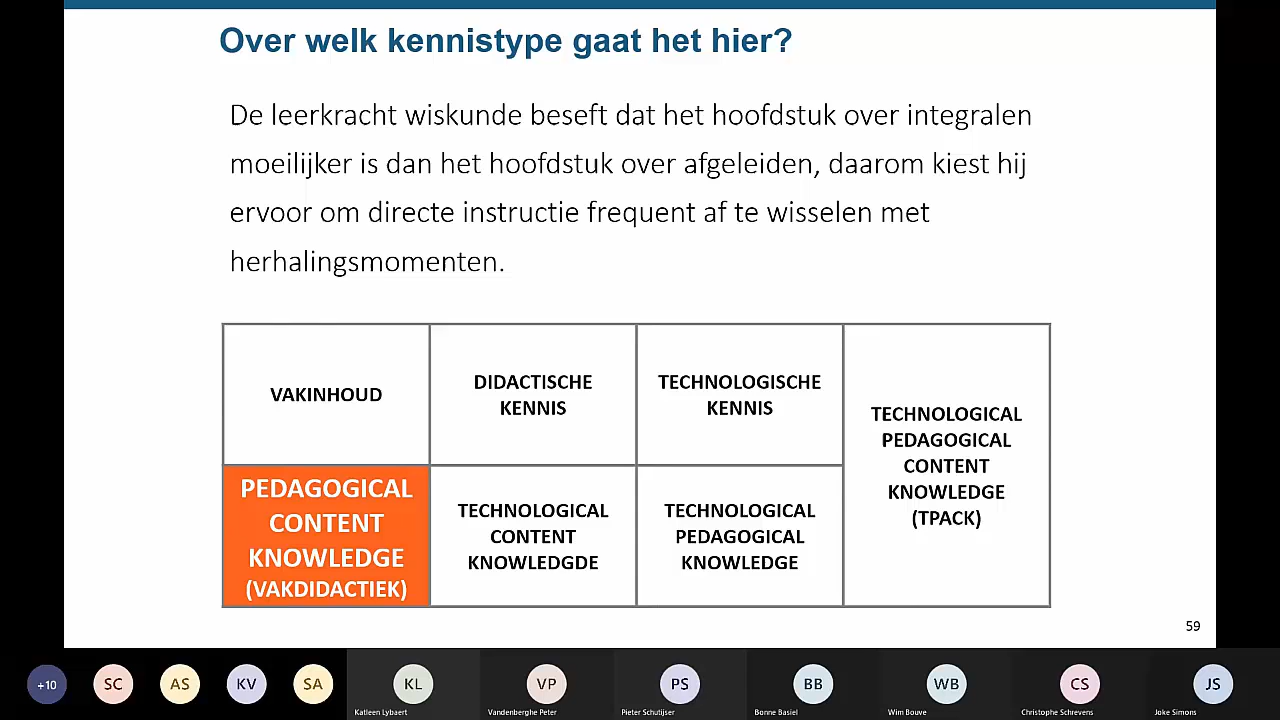 Over welk kennistype gaat het hier?
De leerkracht wiskunde beseft dat het hoofdstuk over integralen
moeilijker is dan het hoofdstuk over afgeleiden, daarom kiest hij
ervoor om directe instructie frequent af te wisselen met
herhalingsmomenten.
VAKINHOUD
DIDACTISCHE
KENNIS
TECHNOLOGISCHE
KENNIS
TECHNOLOGICAL
PEDAGOGICAL
CONTENT
KNOWLEDGE
(TPACK)
PEDAGOGICAL
CONTENT
KNOWLEDGE
(VAKDIDACTIEK)
TECHNOLOGICAL
CONTENT
KNOWLEDGDE
TECHNOLOGICAL
PEDAGOGICAL
KNOWLEDGE
59
+10
SC
AS
KV
SA
KL
VP
PS
BB
WB
CS
JS
Katleen Lybaert
Vandenberghe Peter
Pieter Schutijser
Bonne Basiel
Wim Bouve
Christophe Schrevens
Joke Simons